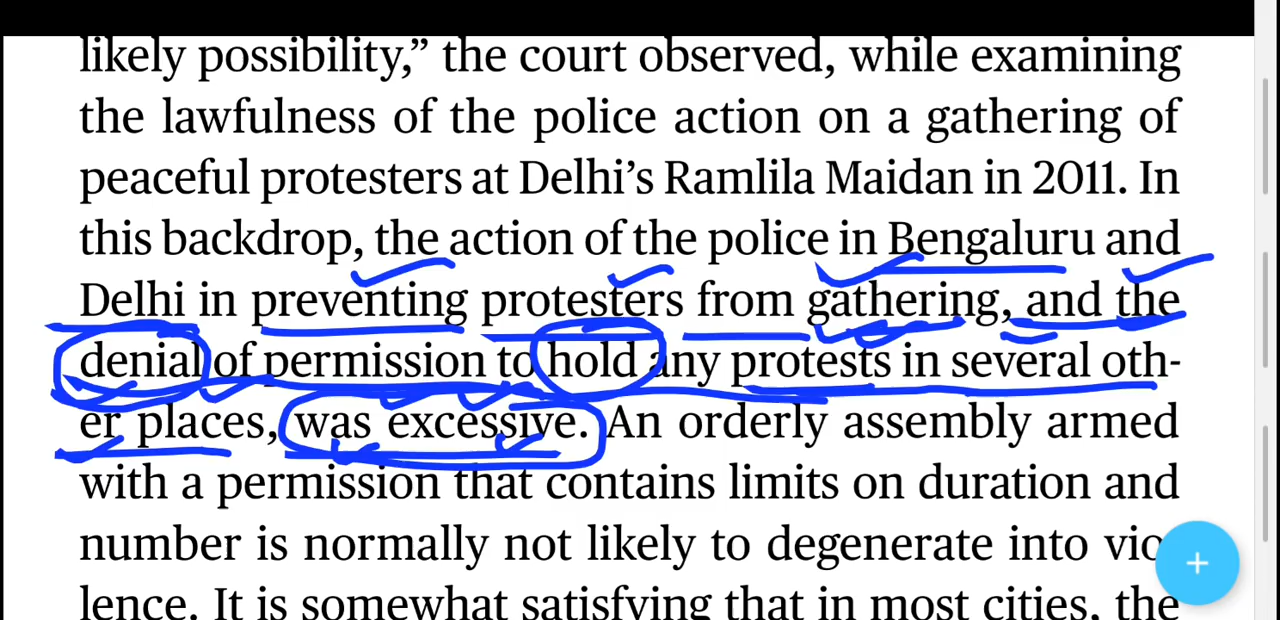 likely possibility,” the court observed, while examining
the lawfulness of the police action on a gathering of
peaceful protesters at Delhi’s Ramlila Maidan in 2011. In
this backdrop, the action of the police in Bengaluru and
Delhi in preventing protesters from gathering, and the
denial of permission to hold any protests in several oth-
er places, was excessive. An orderly assembly armed
with a permission that contains limits on duration and
number is normally not likely to degenerate into vio-
lence. It is somewhat satisfying that in most cities, the